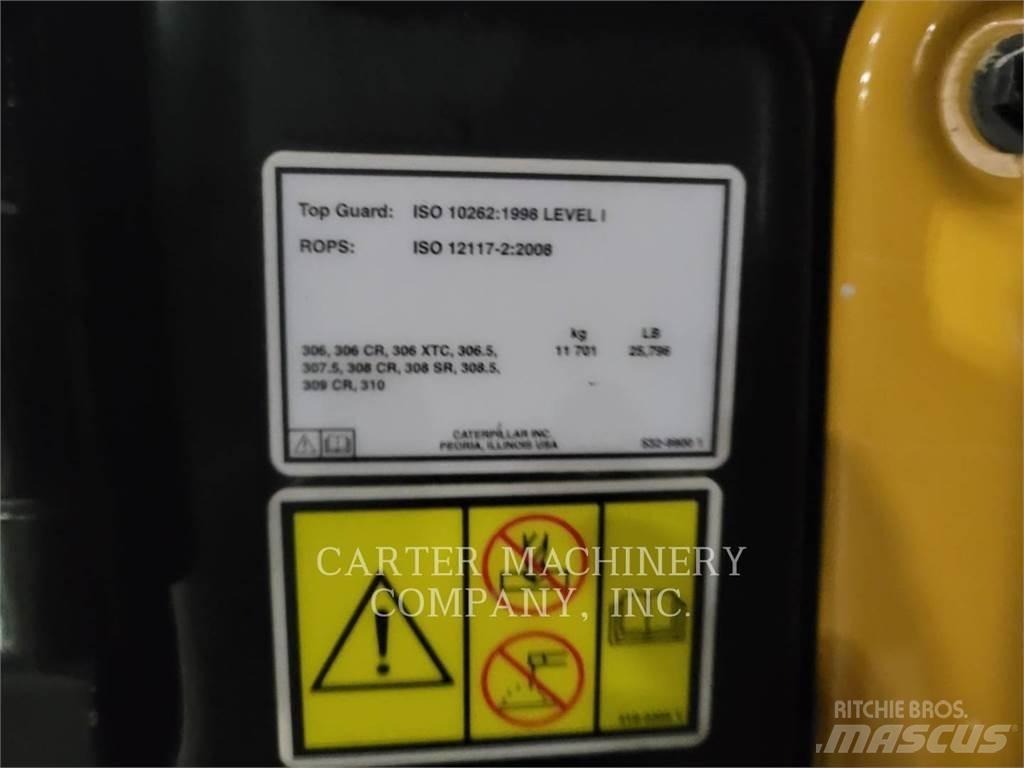 Top Guard: ISO 10262:1998 LEVEL I
ROPS: ISO 12117-2:2008
kg LB
306, 306 CR, 306 XTC, 306.5, 11 701 25,796
307.5, 308 CR, 308 SR, 308.5,
309 CR, 310
CATERPILLAR INC.
PEORIA, ILLINOIS USA
CARTER MACHINERY
COMPANY, INC.
RITCHIE BROS.
MASCUS